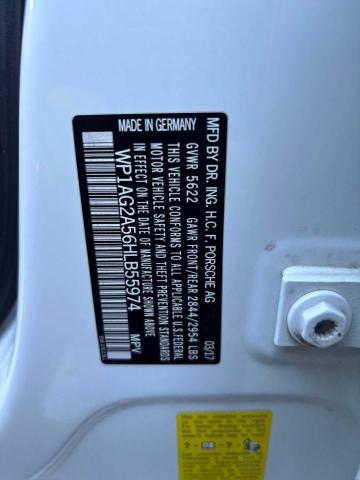 MFD BY DR. ING. H.C. F. PORSCHE AG 03/17
GVWR 5622 GAWR FRONT/REAR 2844/2954 LBS
THIS VEHICLE CONFORMS TO ALL APPLICABLE U.S.FEDERAL
MOTOR VEHICLE SAFETY AND THEFT PREVENTION STANDARDS
IN EFFECT ON THE DATE OF MANUFACTURE SHOWN ABOVE.
WP1AG2A56HLB55974 MPV
MADE IN GERMANY